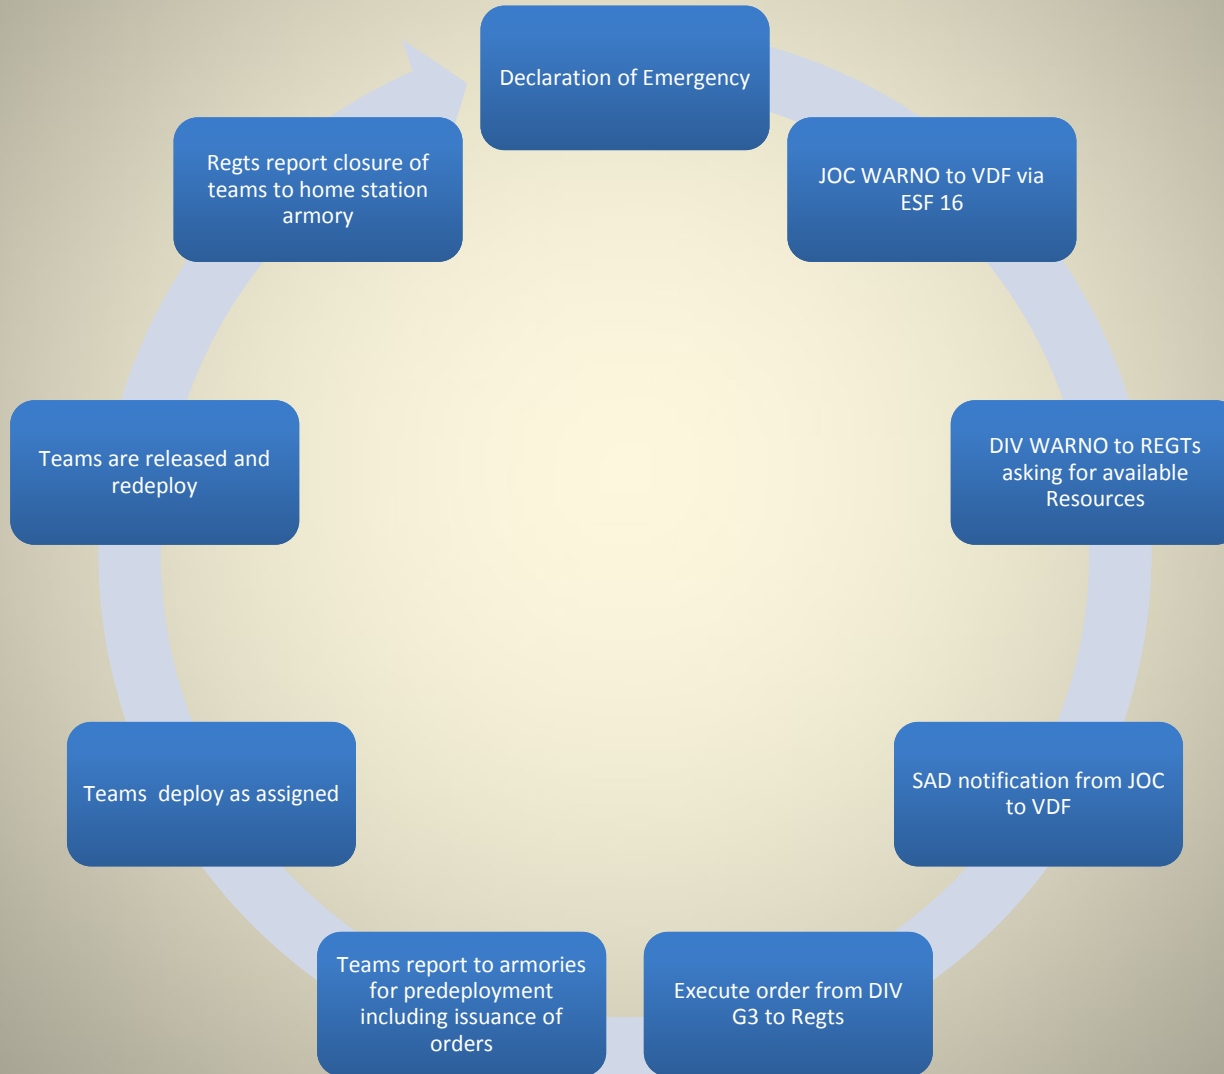 Declaration of Emergency
JOC WARNO to VDF via
ESF 16
DIV WARNO to REGTs
asking for available
Resources
SAD notification from JOC
to VDF
Execute order from DIV
G3 to Regts
Teams report to armories
for predeployment
including issuance of
orders
Teams  deploy as assigned
Teams are released and
redeploy
Regts report closure of
teams to home station
armory